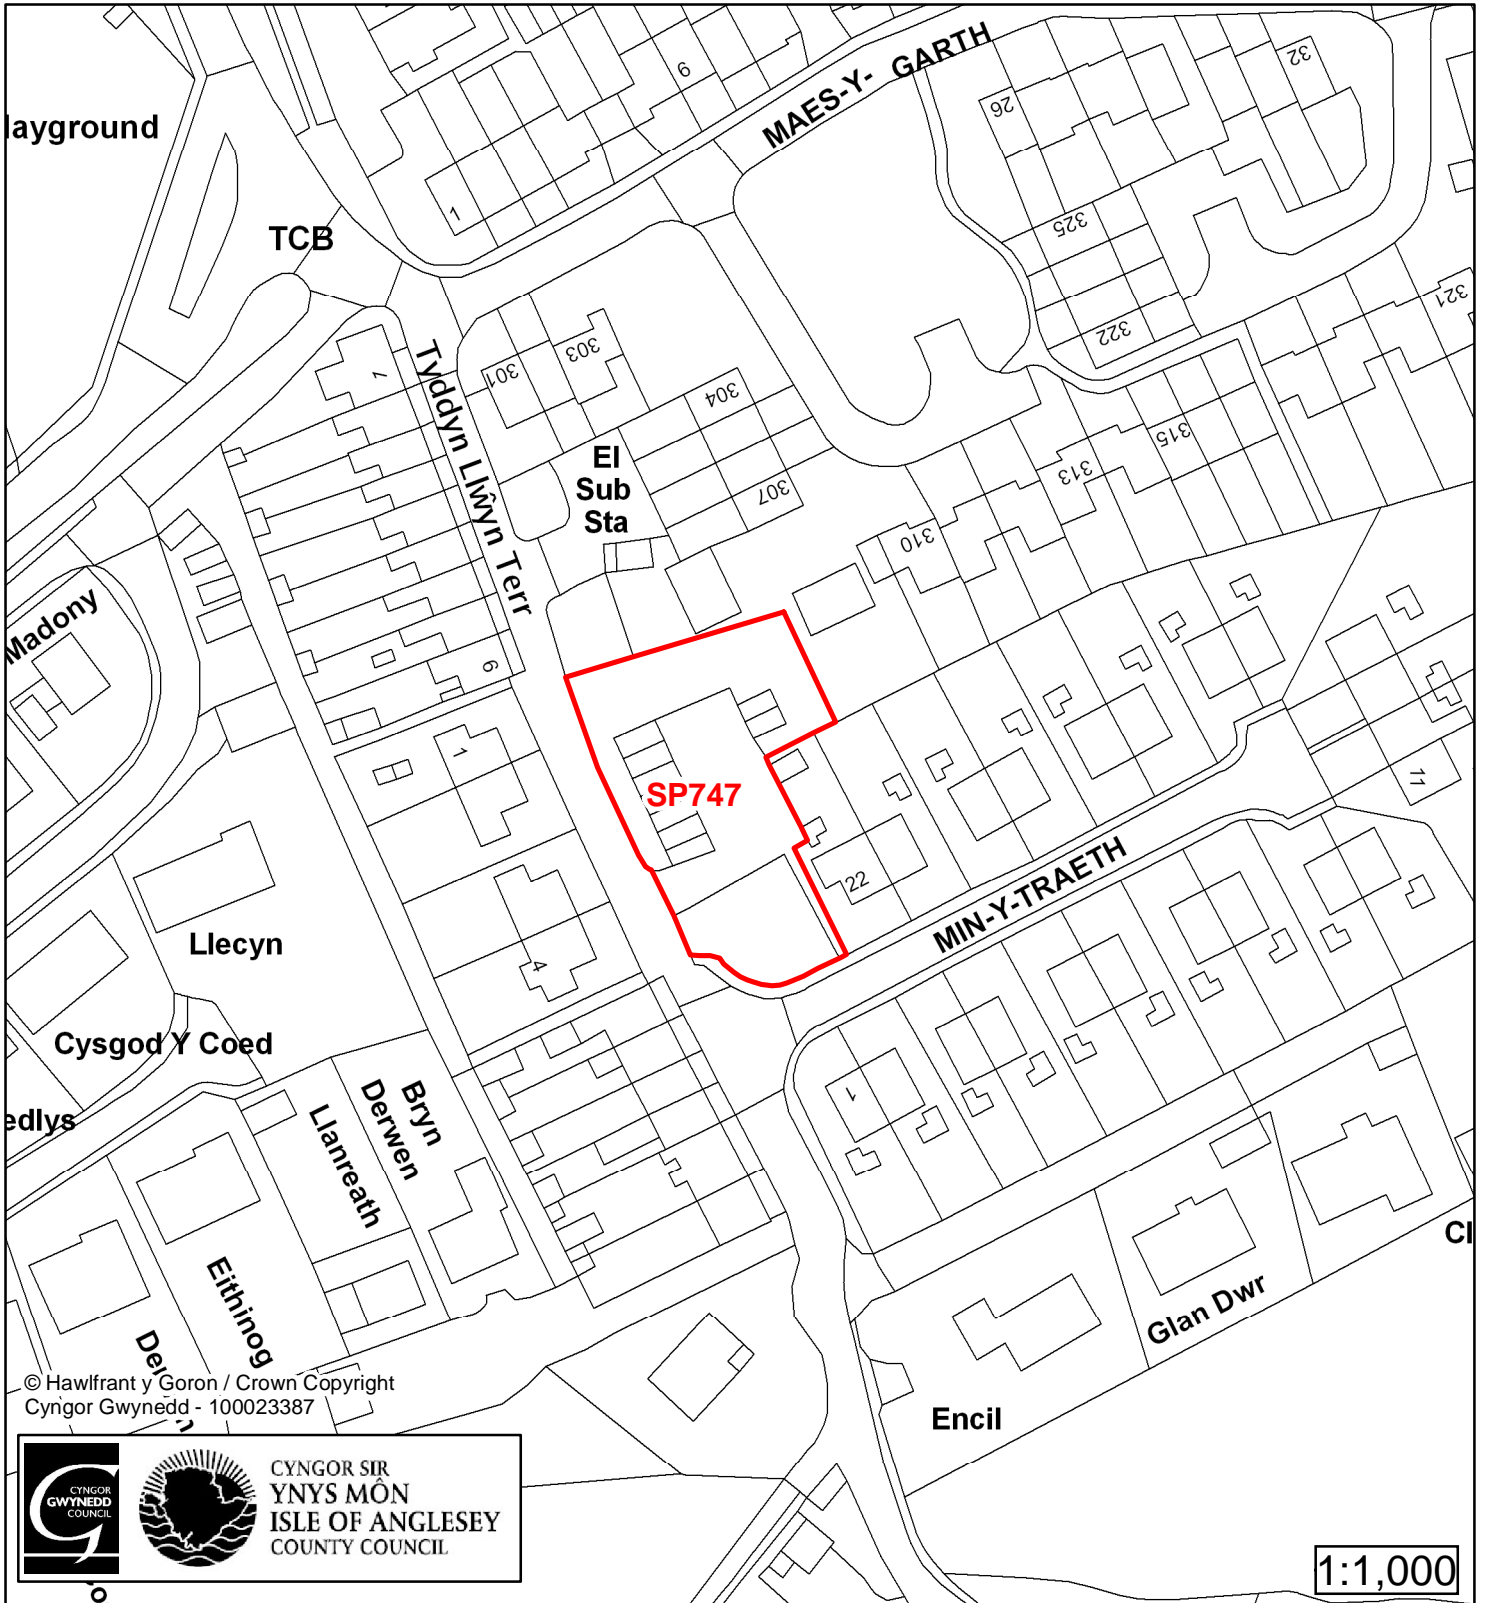 layground
TCB
MAES-Y- GARTH
9
1
26
32
325
322
321
301
303
304
307
El
Sub
Sta
310
313
315
7
Tyddyn Llŵyn Terr
6
Madony
1
4
SP747
22
11
MIN-Y-TRAETH
Llecyn
Cysgod Y Coed
edlys
Bryn
Derwen
Llanreath
1
Eithinog
Glan Dwr
Encil
Cl
© Hawlfraint y Goron / Crown Copyright
Cyngor Gwynedd - 100023387
CYNGOR
GWYNEDD
COUNCIL
CYNGOR SIR
YNYS MÔN
ISLE OF ANGLESEY
COUNTY COUNCIL
1:1,000